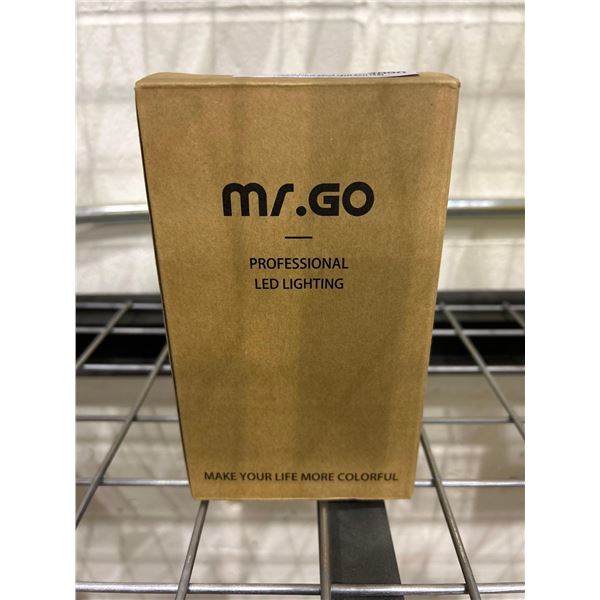 mr.GO
PROFESSIONAL
LED LIGHTING
MAKE YOUR LIFE MORE COLORFUL